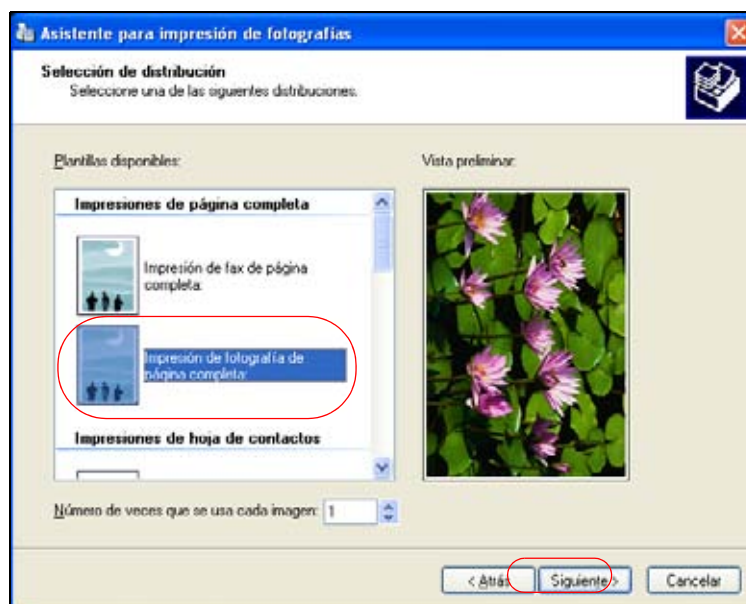 Asistente para impresión de fotografías
Selección de distribución
Seleccione una de las siguientes distribuciones.
Plantillas disponibles:
Vista preliminar:
Impresiones de página completa
Impresión de fax de página
completa:
Impresión de fotografía de
página completa:
Impresiones de hoja de contactos
Número de veces que se usa cada imagen: 1
< Atrás
Siguiente >
Cancelar